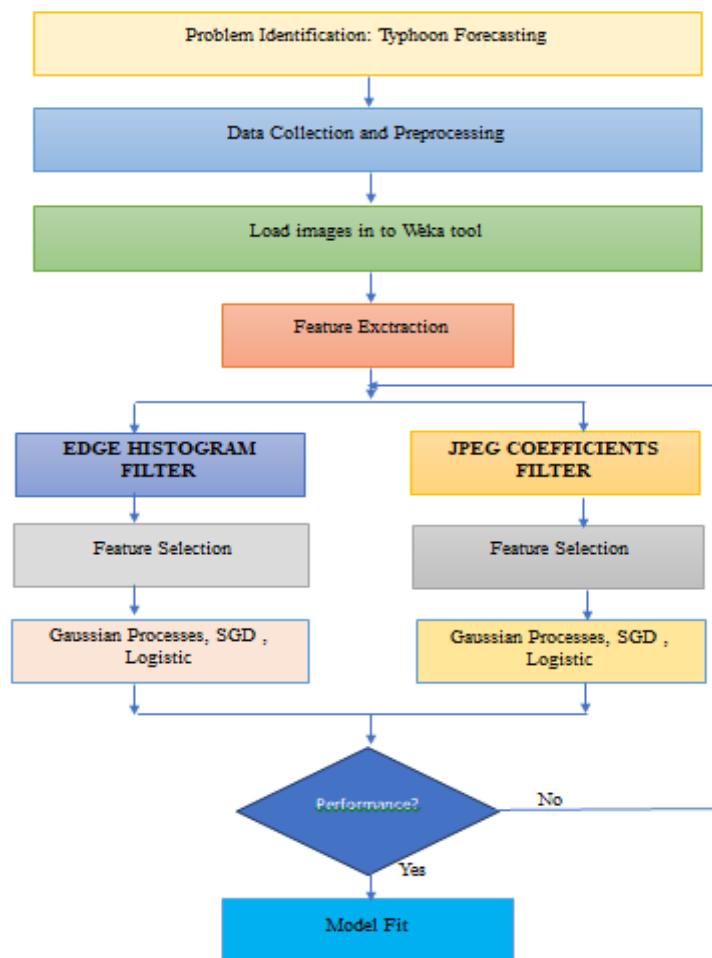 Problem Identification: Typhoon Forecasting
Data Collection and Preprocessing
Load images in to Weka tool
Feature Exctraction
EDGE HISTOGRAM
FILTER
JPEG COEFFICIENTS
FILTER
Feature Selection
Feature Selection
Gaussian Processes, SGD ,
Logistic
Gaussian Processes, SGD ,
Logistic
Performance?
No
Yes
Model Fit